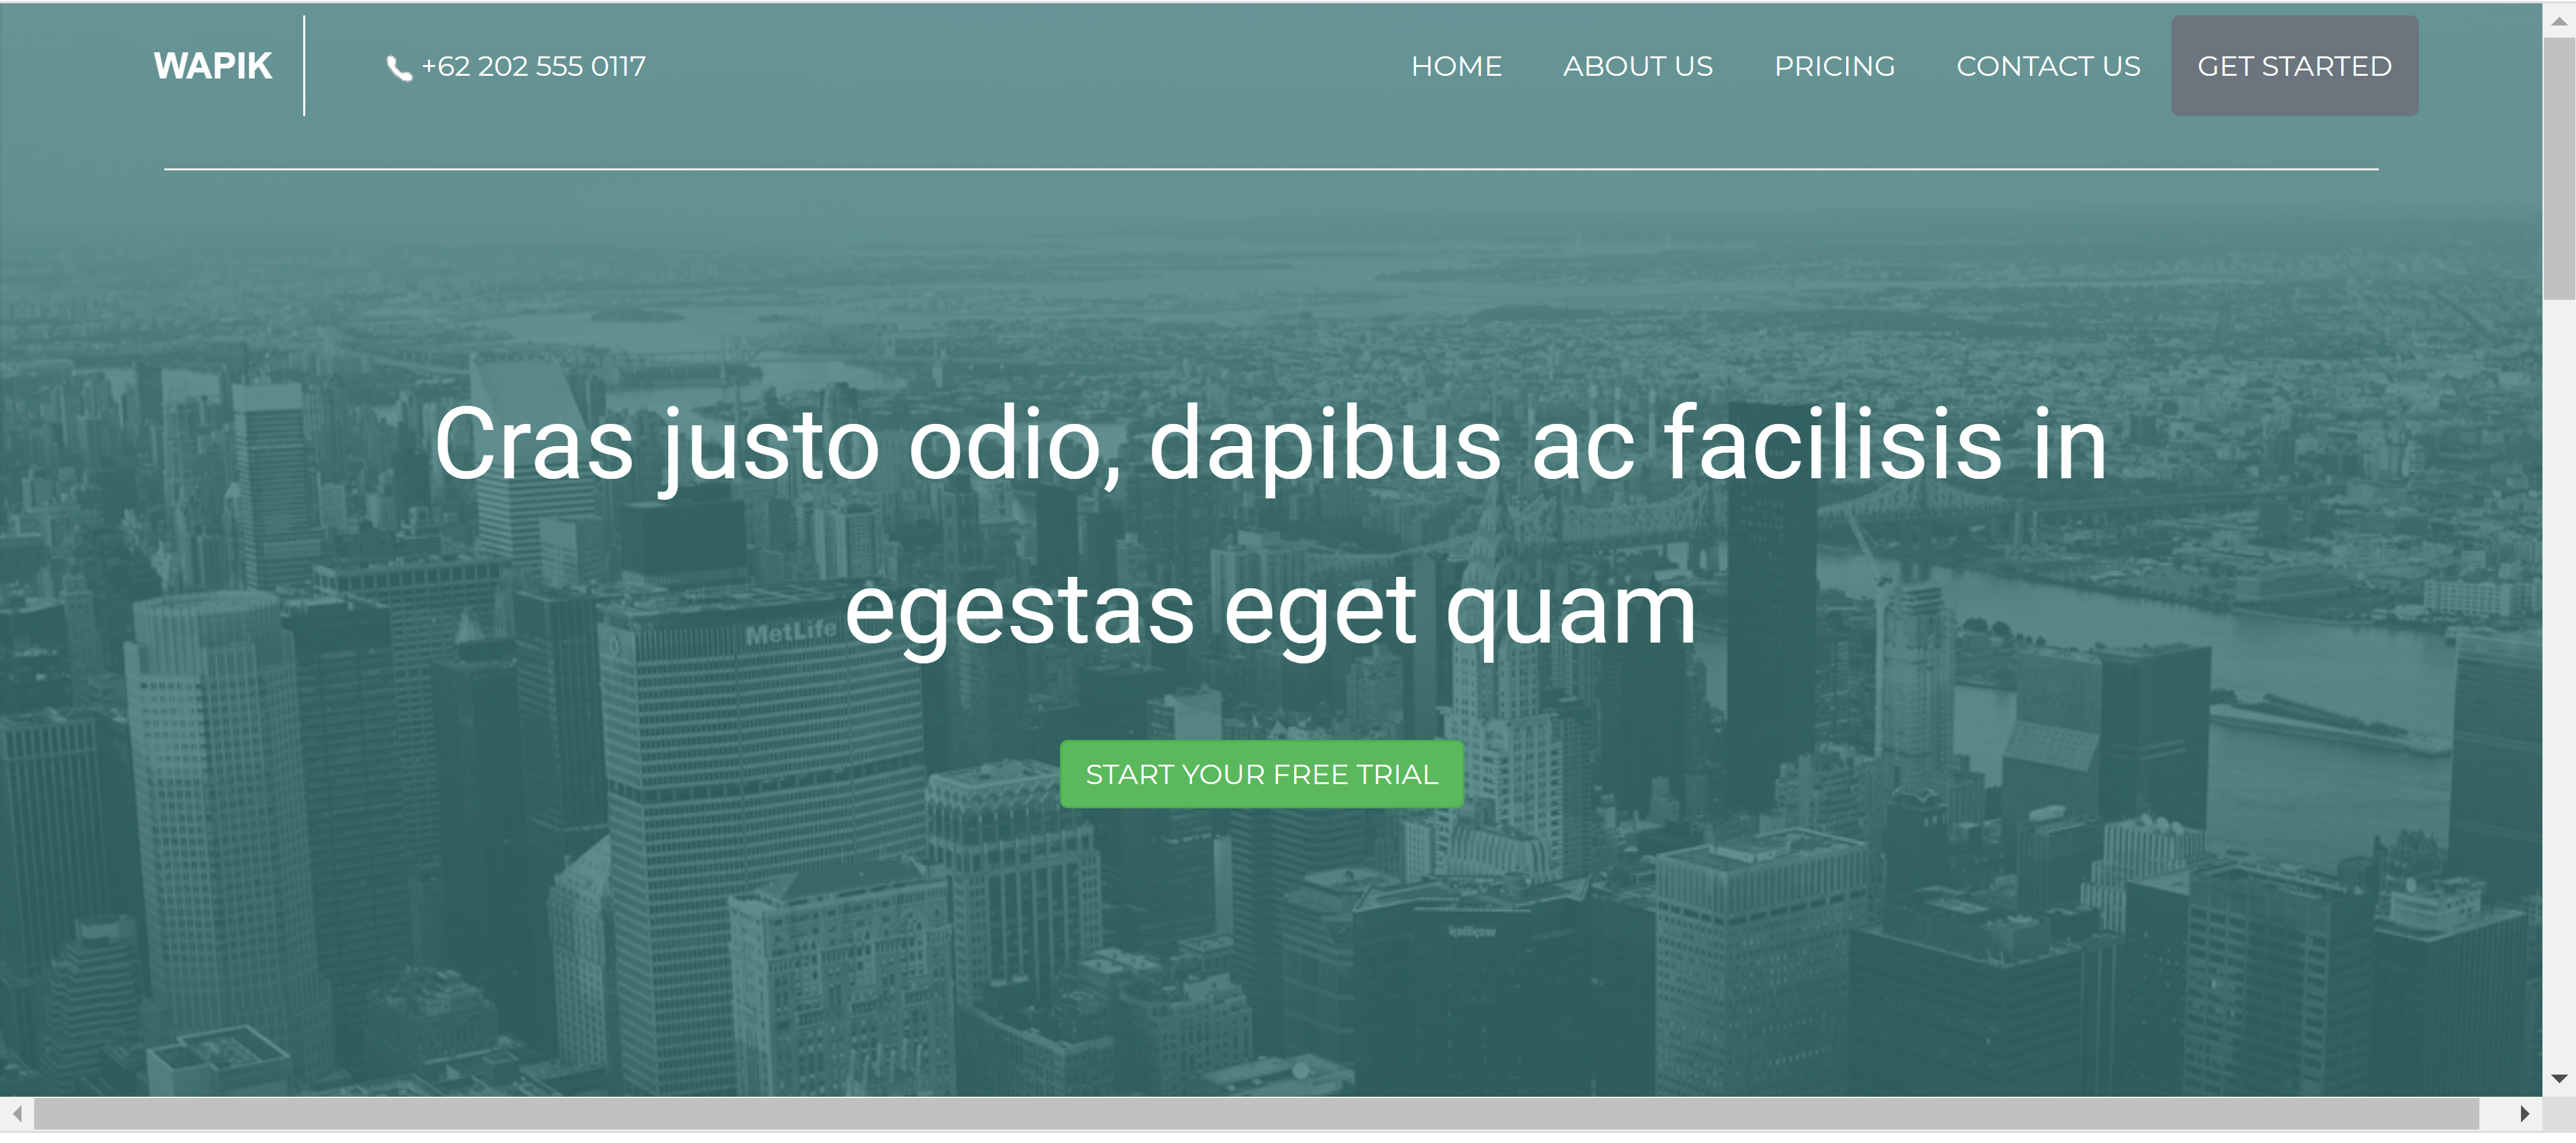 WAPIK
+62 202 555 0117
HOME ABOUT US PRICING CONTACT US GET STARTED
Cras justo odio, dapibus ac facilisis in
egestas eget quam
MetLife
START YOUR FREE TRIAL